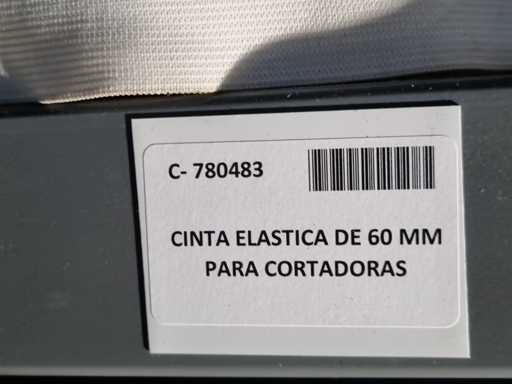 C- 780483
CINTA ELASTICA DE 60 MM
PARA CORTADORAS